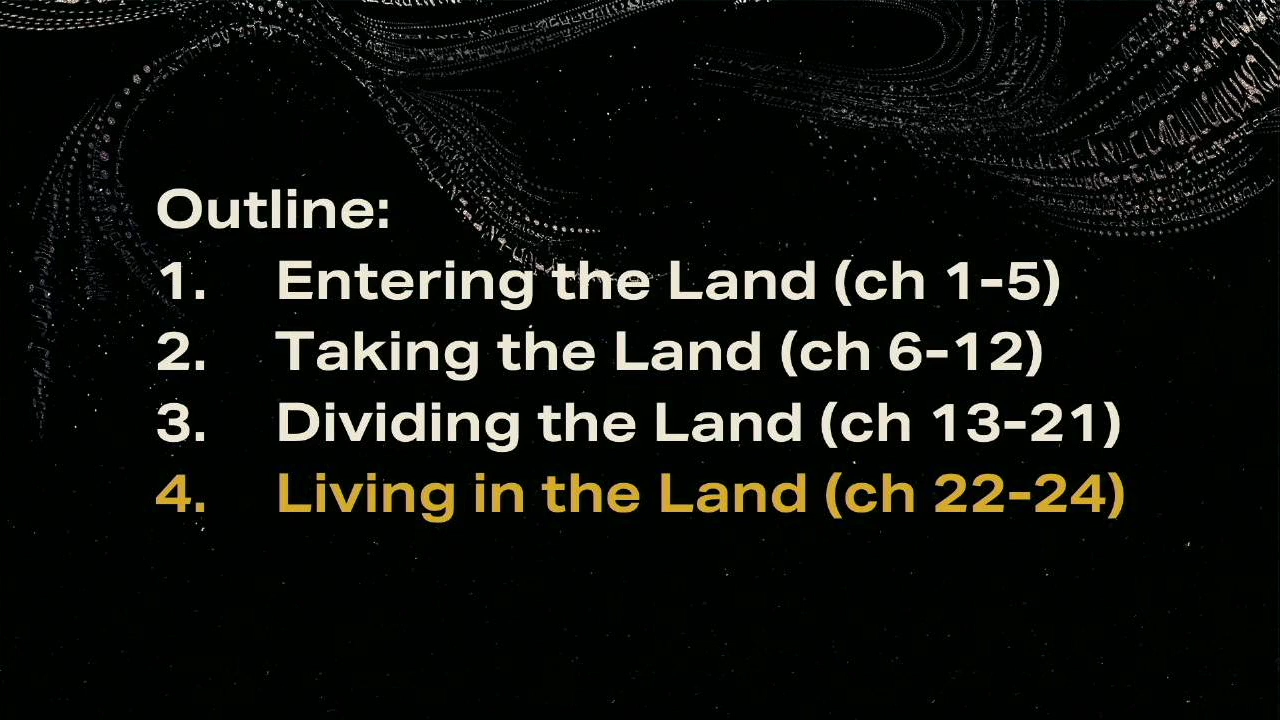 Outline:
1. Entering the Land (ch 1-5)
2. Taking the Land (ch 6-12)
3. Dividing the Land (ch 13-21)
4. Living in the Land (ch 22-24)